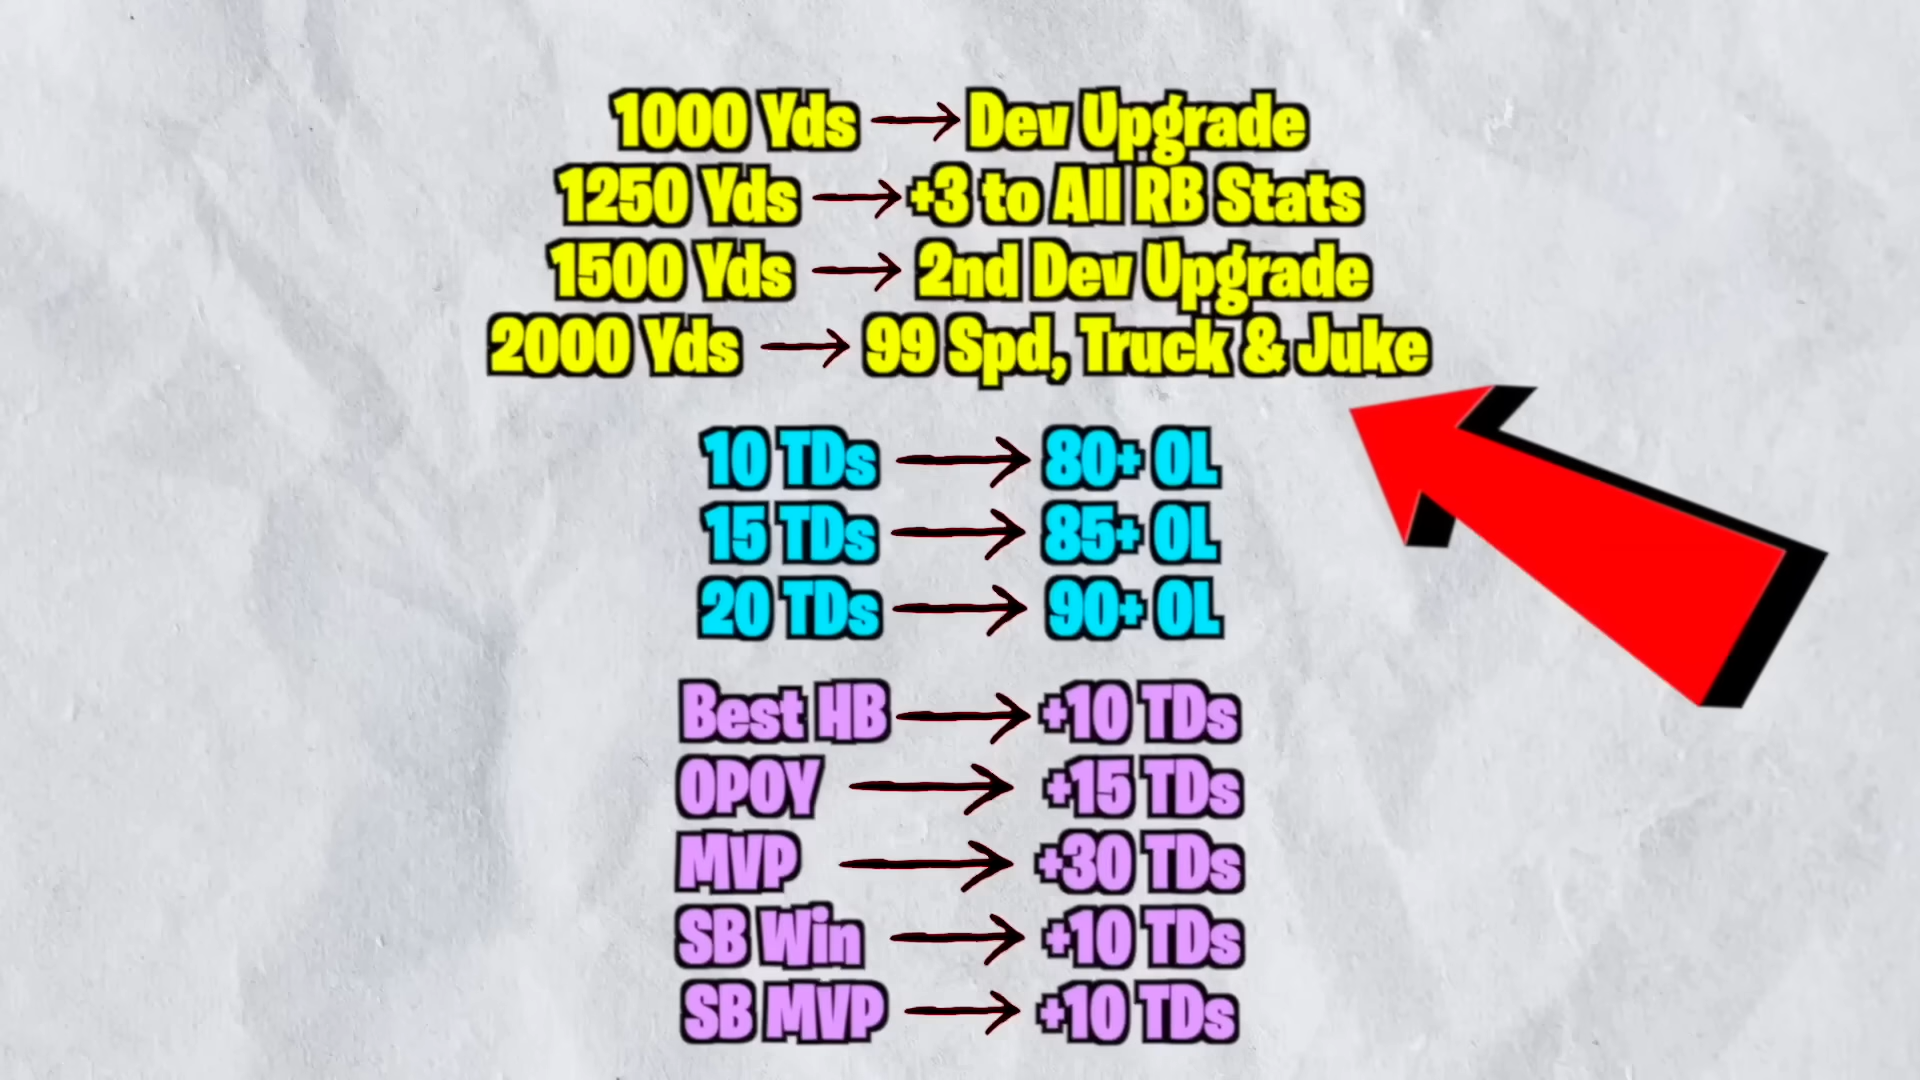 1000 Yds → Dev Upgrade
1250 Yds → +3 to All RB Stats
1500 Yds → 2nd Dev Upgrade
2000 Yds → 99 Spd, Truck & Juke
10 TDs → 80+ OL
15 TDs → 85+ OL
20 TDs → 90+ OL
Best HB → +10 TDs
OPOY → +15 TDs
MVP → +30 TDs
SB Win → +10 TDs
SB MVP → +10 TDs